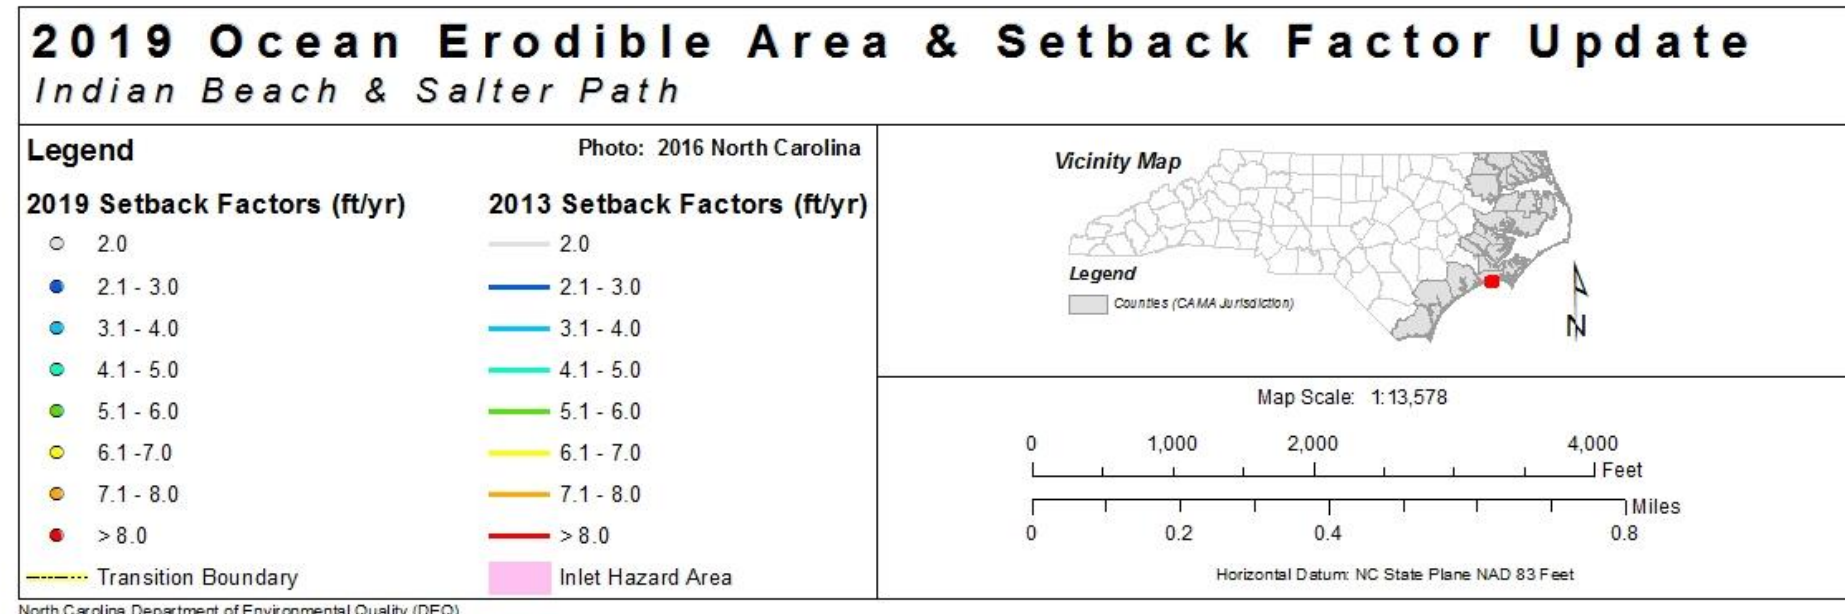 2019 Ocean Erodible Area & Setback Factor Update
Indian Beach & Salter Path
Legend
Photo: 2016 North Carolina
2019 Setback Factors (ft/yr)
2.0
2.1 - 3.0
3.1 - 4.0
4.1 - 5.0
5.1 - 6.0
6.1 -7.0
7.1 - 8.0
> 8.0
Transition Boundary
2013 Setback Factors (ft/yr)
2.0
2.1 - 3.0
3.1 - 4.0
4.1 - 5.0
5.1 - 6.0
6.1 - 7.0
7.1 - 8.0
> 8.0
Inlet Hazard Area
Vicinity Map
Legend
Counties (CAMA Jurisdiction)
N
Map Scale: 1:13,578
0 1,000 2,000 4,000
Feet
Miles
0 0.2 0.4 0.8
Horizontal Datum: NC State Plane NAD 83 Feet
North Carolina Department of Environmental Quality (DEQ)